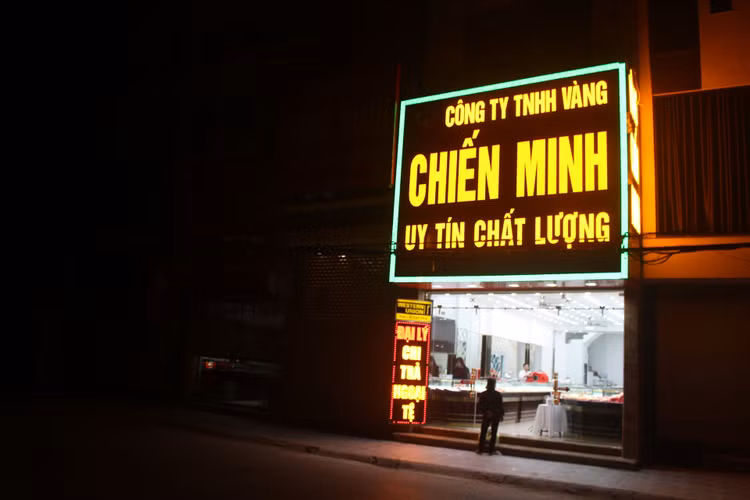 CÔNG TY TNHH VÀNG
CHIẾN MINH
UY TÍN CHẤT LƯỢNG
WESTERN
UNION
ĐẠI LÝ
CHI
TRẢ
NGOẠI
TỆ